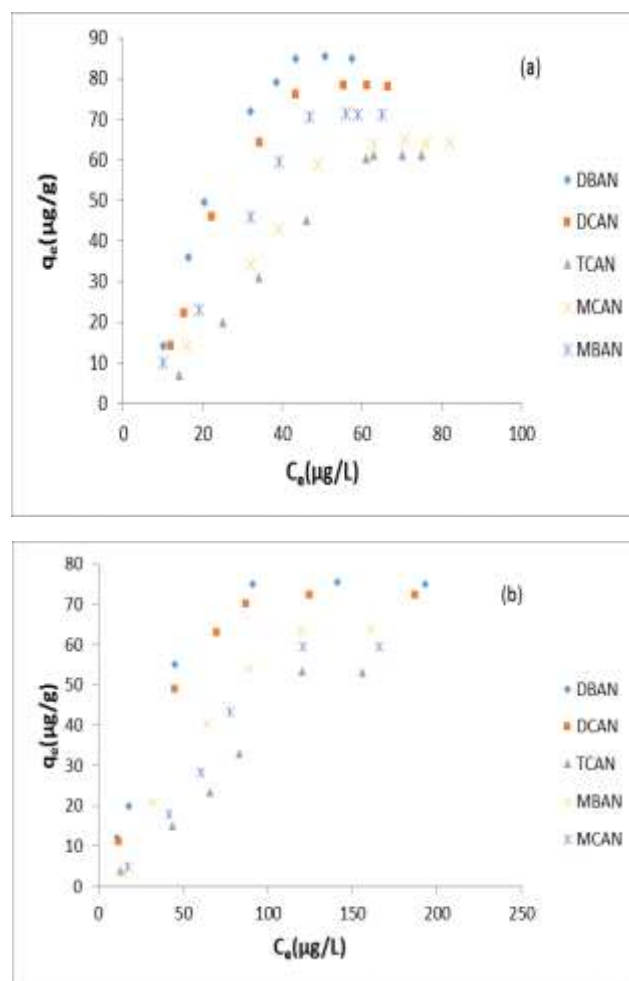 (a)
90
80
70
60
50
40
30
20
10
0
qe(µg/g)
0 20 40 60 80 100
Ce(µg/L)
DBAN
DCAN
TCAN
MCAN
MBAN
(b)
80
70
60
50
40
30
20
10
0
qe(µg/g)
0 50 100 150 200 250
Ce(µg/L)
DBAN
DCAN
TCAN
MBAN
MCAN